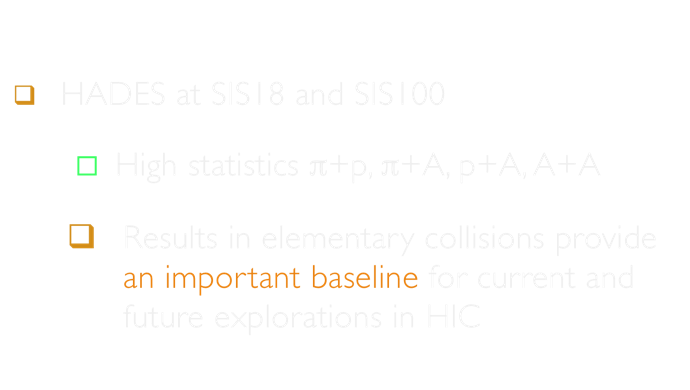 HADES at SIS18 and SIS100
High statistics π+p, π+A, p+A, A+A
Results in elementary collisions provide
an important baseline for current and
future explorations in HIC